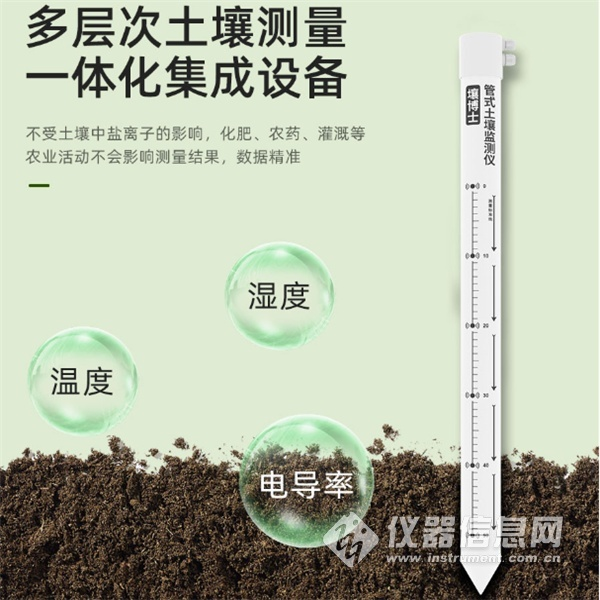 多层次土壤测量
一体化集成设备
不受土壤中盐离子的影响，化肥、农药、灌溉等
农业活动不会影响测量结果，数据精准
壤博士
管式土壤监测仪
0
10
20
30
40
湿度
温度
电导率
仪器信息网
www.instrument.com.cn